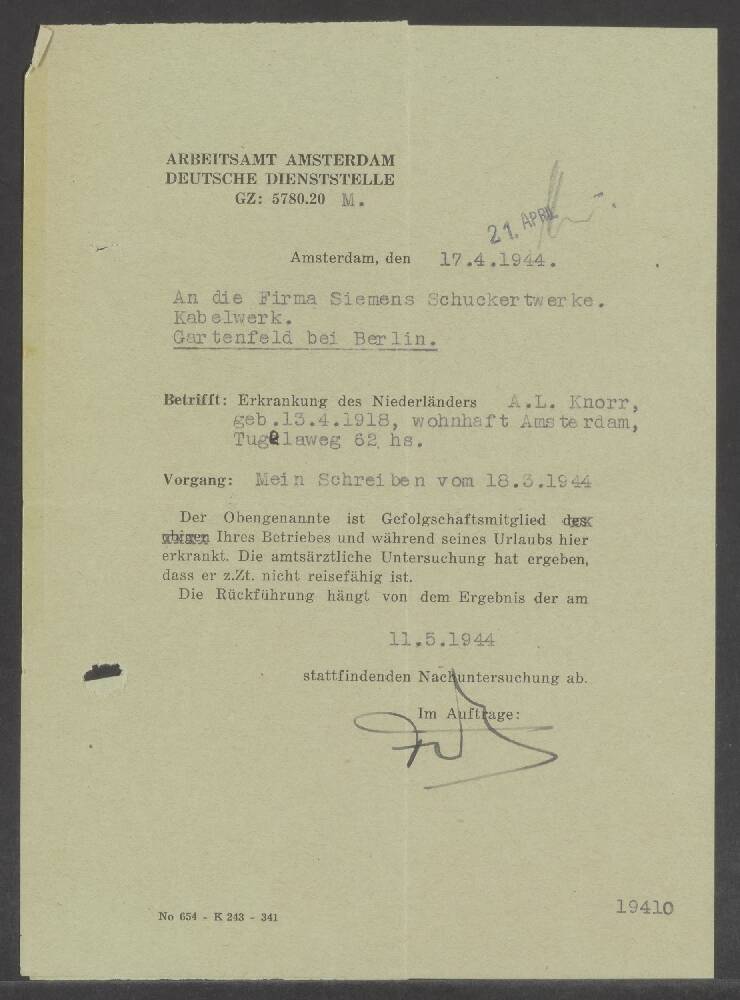 ARBEITSAMT AMSTERDAM
DEUTSCHE DIENSTSTELLE
GZ: 5780.20 M.
21. APRIL
Amsterdam, den 17.4.1944.
An die Firma Siemens Schuckertwerke.
Kabelwerk.
Gartenfeld bei Berlin.
Betrifft: Erkrankung des Niederländers A.L. Knorr,
geb.13.4.1918, wohnhaft Amsterdam,
Tugelaweg 62 hs.
Vorgang: Mein Schreiben vom 18.3.1944
Der Obengenannte ist Gefolgschaftsmitglied des
obigen Ihres Betriebes und während seines Urlaubs hier
erkrankt. Die amtsärztliche Untersuchung hat ergeben,
dass er z.Zt. nicht reisefähig ist.
Die Rückführung hängt von dem Ergebnis der am
11.5.1944
stattfindenden Nachuntersuchung ab.
Im Auftrage:
No 654 - K 243 - 341
19410